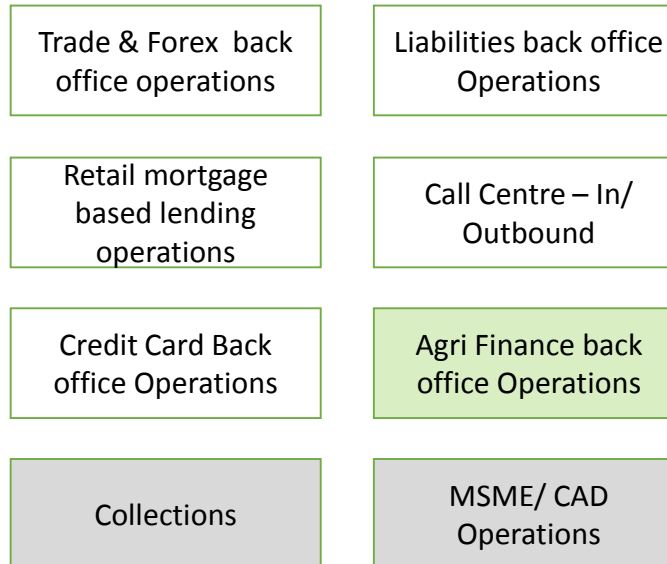 Trade & Forex  back
office operations
Liabilities back office
Operations
Retail mortgage
based lending
operations
Call Centre – In/
Outbound
Credit Card Back
office Operations
Agri Finance back
office Operations
Collections
MSME/ CAD
Operations